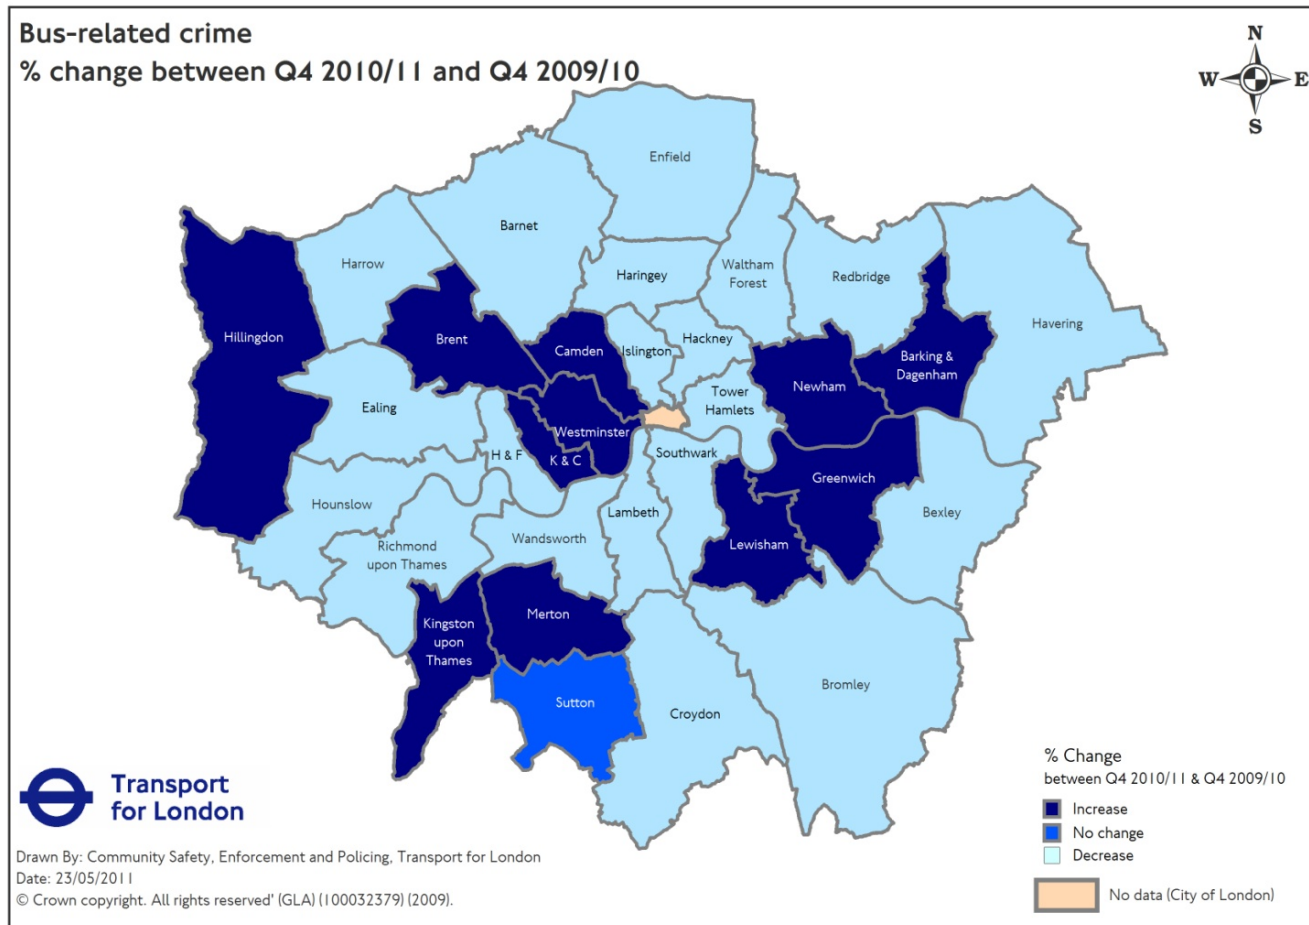 Bus-related crime
% change between Q4 2010/11 and Q4 2009/10
N
W
E
S
Enfield
Barnet
Harrow
Haringey
Waltham
Forest
Redbridge
Havering
Hillingdon
Brent
Camden
Islington
Hackney
Newham
Barking &
Dagenham
Ealing
Tower
Hamlets
Westminster
H & F
K & C
Southwark
Greenwich
Hounslow
Lambeth
Bexley
Richmond
upon Thames
Wandsworth
Lewisham
Kingston
upon
Thames
Merton
Sutton
Croydon
Bromley
% Change
between Q4 2010/11 & Q4 2009/10
Increase
No change
Decrease
No data (City of London)
Transport
for London
Drawn By: Community Safety, Enforcement and Policing, Transport for London
Date: 23/05/2011
© Crown copyright. All rights reserved' (GLA) (100032379) (2009).